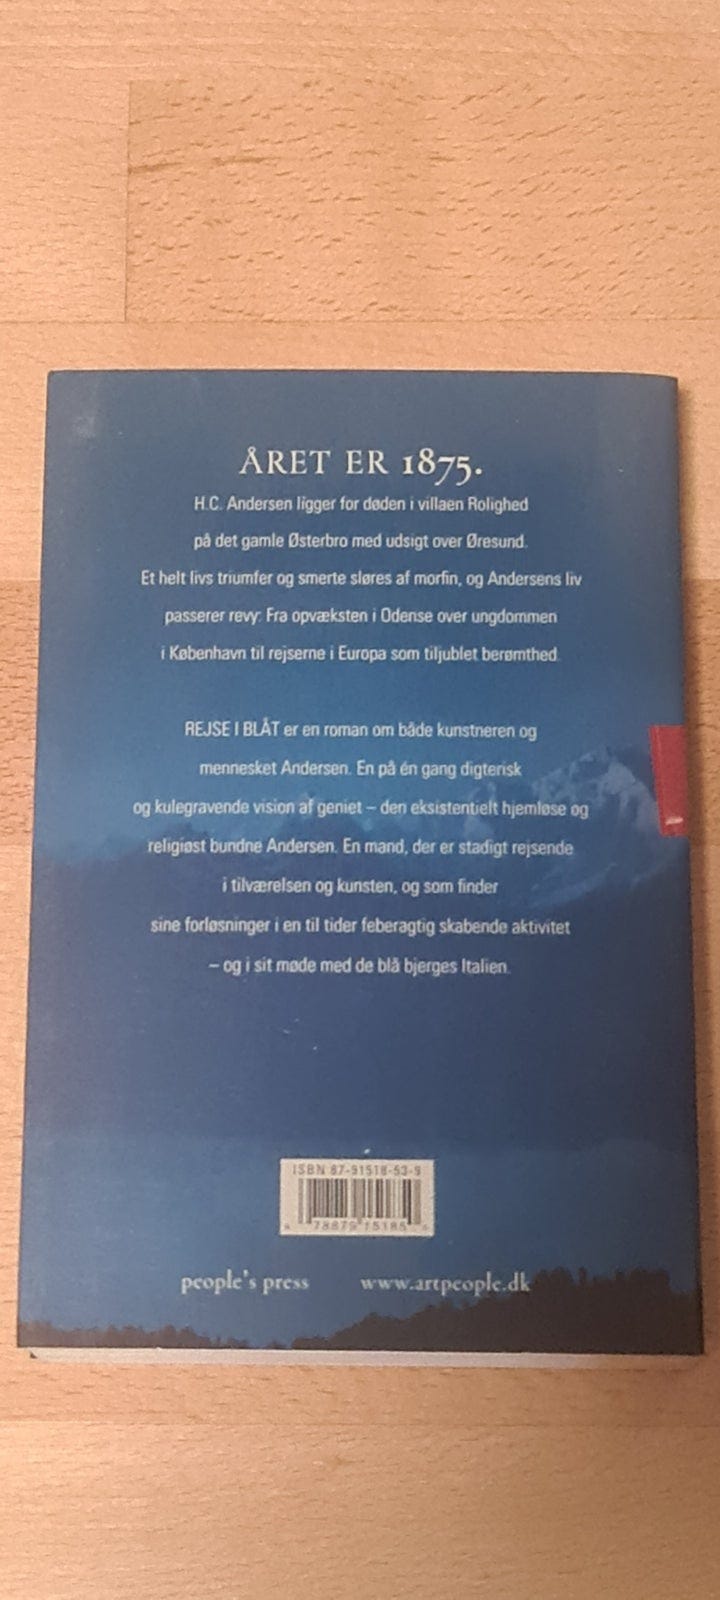 ÅRET ER 1875.
H.C. Andersen ligger for døden i villaen Rolighed
på det gamle Østerbro med udsigt over Øresund.
Et helt livs triumfer og smerte sløres af morfin, og Andersens liv
passerer revy: Fra opvæksten i Odense over ungdommen
i København til rejserne i Europa som tiljublet berømthed.
REJSE I BLÅT er en roman om både kunstneren og
mennesket Andersen. En på én gang digterisk
og kulegravende vision af geniet – den eksistentielt hjemløse og
religiøst bundne Andersen. En mand, der er stadigt rejsende
i tilværelsen og kunsten, og som finder
sine forløsninger i en til tider feberagtig skabende aktivitet
– og i sit møde med de blå bjerges Italien.
ISBN 87-91518-53-9
people's press www.artpeople.dk